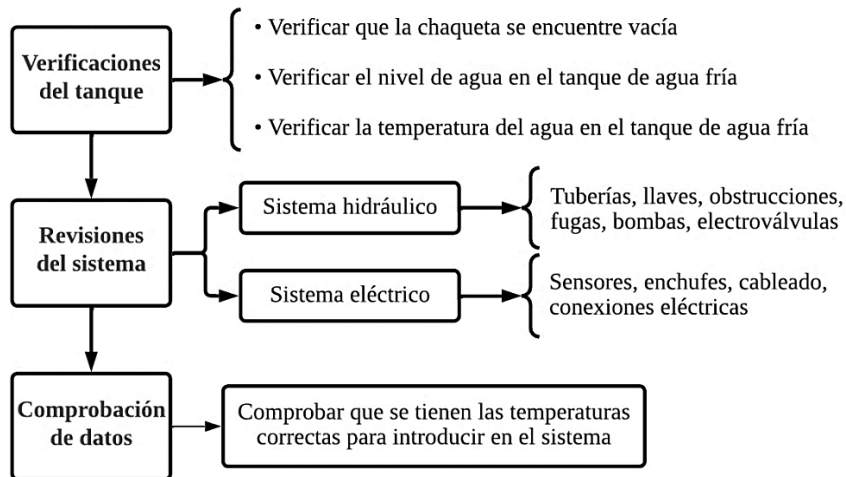 Verificaciones
del tanque
• Verificar que la chaqueta se encuentre vacía
• Verificar el nivel de agua en el tanque de agua fría
• Verificar la temperatura del agua en el tanque de agua fría
Revisiones
del sistema
Sistema hidráulico
Tuberías, llaves, obstrucciones,
fugas, bombas, electroválvulas
Sistema eléctrico
Sensores, enchufes, cableado,
conexiones eléctricas
Comprobación
de datos
Comprobar que se tienen las temperaturas
correctas para introducir en el sistema